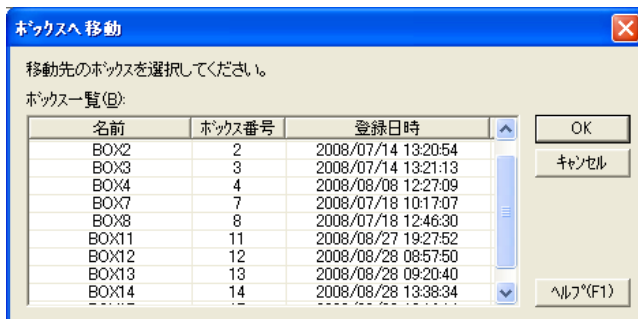 ボックスへ移動
移動先のボックスを選択してください。
ボックス一覧(B):
名前 ボックス番号 登録日時
BOX2 2 2008/07/14 13:20:54
BOX3 3 2008/07/14 13:21:13
BOX4 4 2008/08/08 12:27:09
BOX7 7 2008/07/18 10:17:07
BOX8 8 2008/07/18 12:46:30
BOX11 11 2008/08/27 19:27:52
BOX12 12 2008/08/28 08:57:50
BOX13 13 2008/08/28 09:20:40
BOX14 14 2008/08/28 13:38:34
OK
キャンセル
ヘルプ(F1)